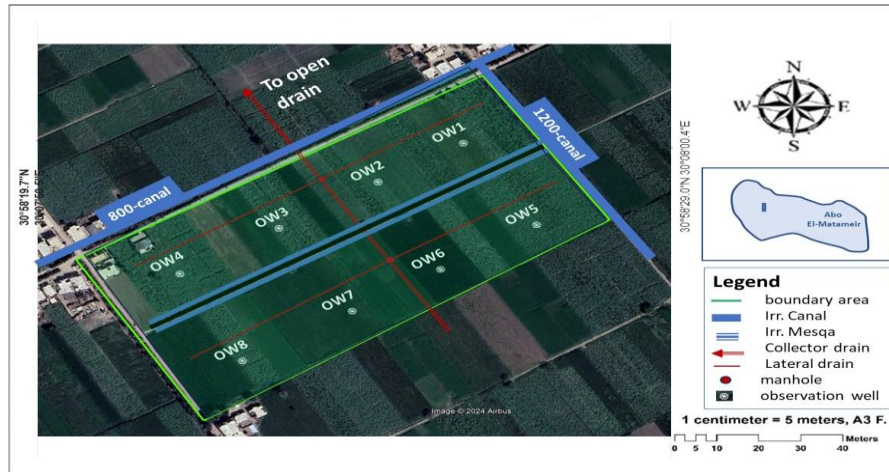 To open
drain
1200-canal
800-canal
OW1
OW2
OW3
OW4
OW5
OW6
OW7
OW8
Image © 2024 Airbus
30°58'19.7"N
30°58'29.0"N 30°08'00.4"E
N
W E
S
Abo
El-Matameir
Legend
boundary area
Irr. Canal
Irr. Mesqa
Collector drain
Lateral drain
manhole
observation well
1 centimeter = 5 meters, A3 F.
Meters
0 5 10 20 30 40